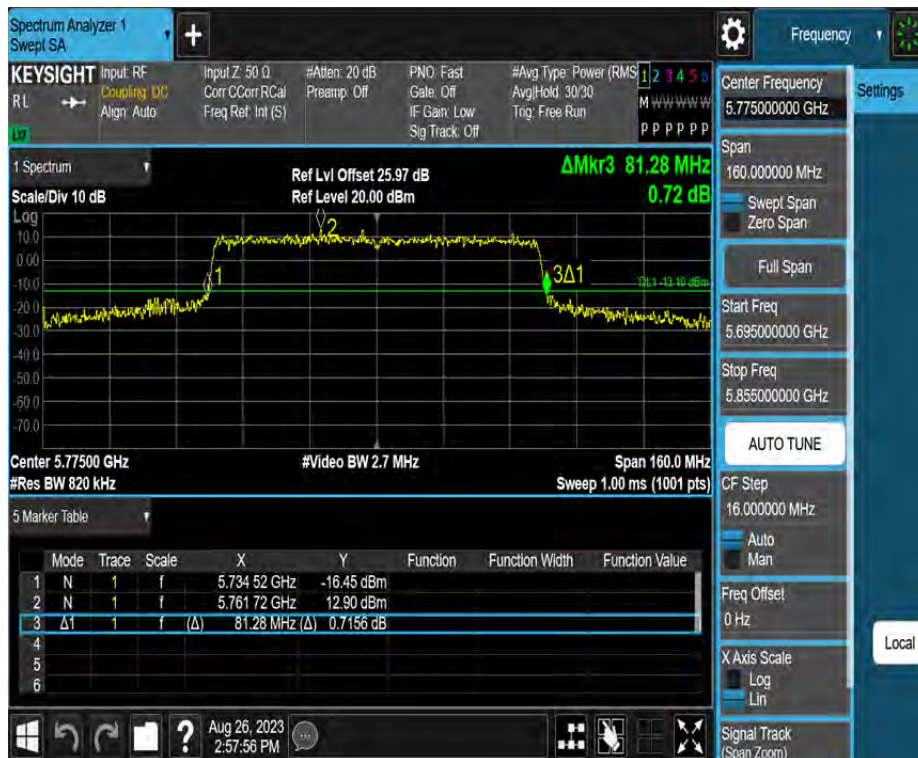 Spectrum Analyzer 1
Swept SA
+
Frequency
KEYSIGHT
RL
LXI
Input: RF
Coupling: DC
Align: Auto
Input Z: 50 Ω
Corr CCorr RCal
Freq Ref: Int (S)
#Atten: 20 dB
Preamp: Off
PNO: Fast
Gate: Off
IF Gain: Low
Sig Track: Off
#Avg Type: Power (RMS
Avg|Hold: 30/30
Trig: Free Run
1 2 3 4 5 6
M W W W W W
P P P P P P
1 Spectrum
Scale/Div 10 dB
Ref Lvl Offset 25.97 dB
Ref Level 20.00 dBm
ΔMkr3 81.28 MHz
0.72 dB
Log
10.0
0.00
-10.0
-20.0
-30.0
-40.0
-50.0
-60.0
-70.0
1
2
3Δ1
DL1 -13.10 dBm
Center 5.77500 GHz
#Res BW 820 kHz
#Video BW 2.7 MHz
Span 160.0 MHz
Sweep 1.00 ms (1001 pts)
5 Marker Table
Mode Trace Scale X Y Function Function Width Function Value
1 N 1 f 5.734 52 GHz -16.45 dBm
2 N 1 f 5.761 72 GHz 12.90 dBm
3 Δ1 1 f (Δ) 81.28 MHz (Δ) 0.7156 dB
4
5
6
?
Aug 26, 2023
2:57:56 PM
Center Frequency
5.775000000 GHz
Span
160.000000 MHz
Swept Span
Zero Span
Full Span
Start Freq
5.695000000 GHz
Stop Freq
5.855000000 GHz
AUTO TUNE
CF Step
16.000000 MHz
Auto
Man
Freq Offset
0 Hz
X Axis Scale
Log
Lin
Signal Track
(Span Zoom)
Settings
Local